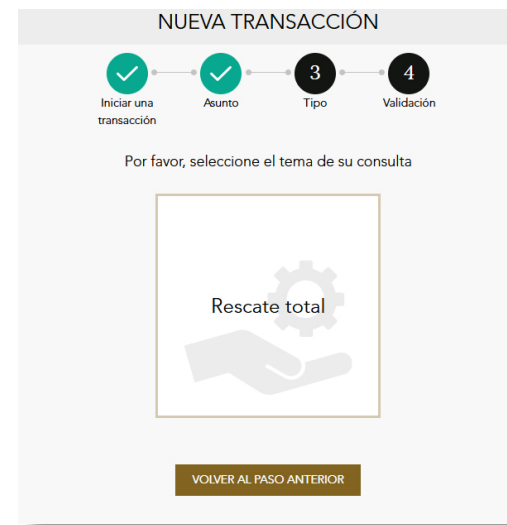 NUEVA TRANSACCIÓN
3
4
Iniciar una
transacción
Asunto
Tipo
Validación
Por favor, seleccione el tema de su consulta
Rescate total
VOLVER AL PASO ANTERIOR